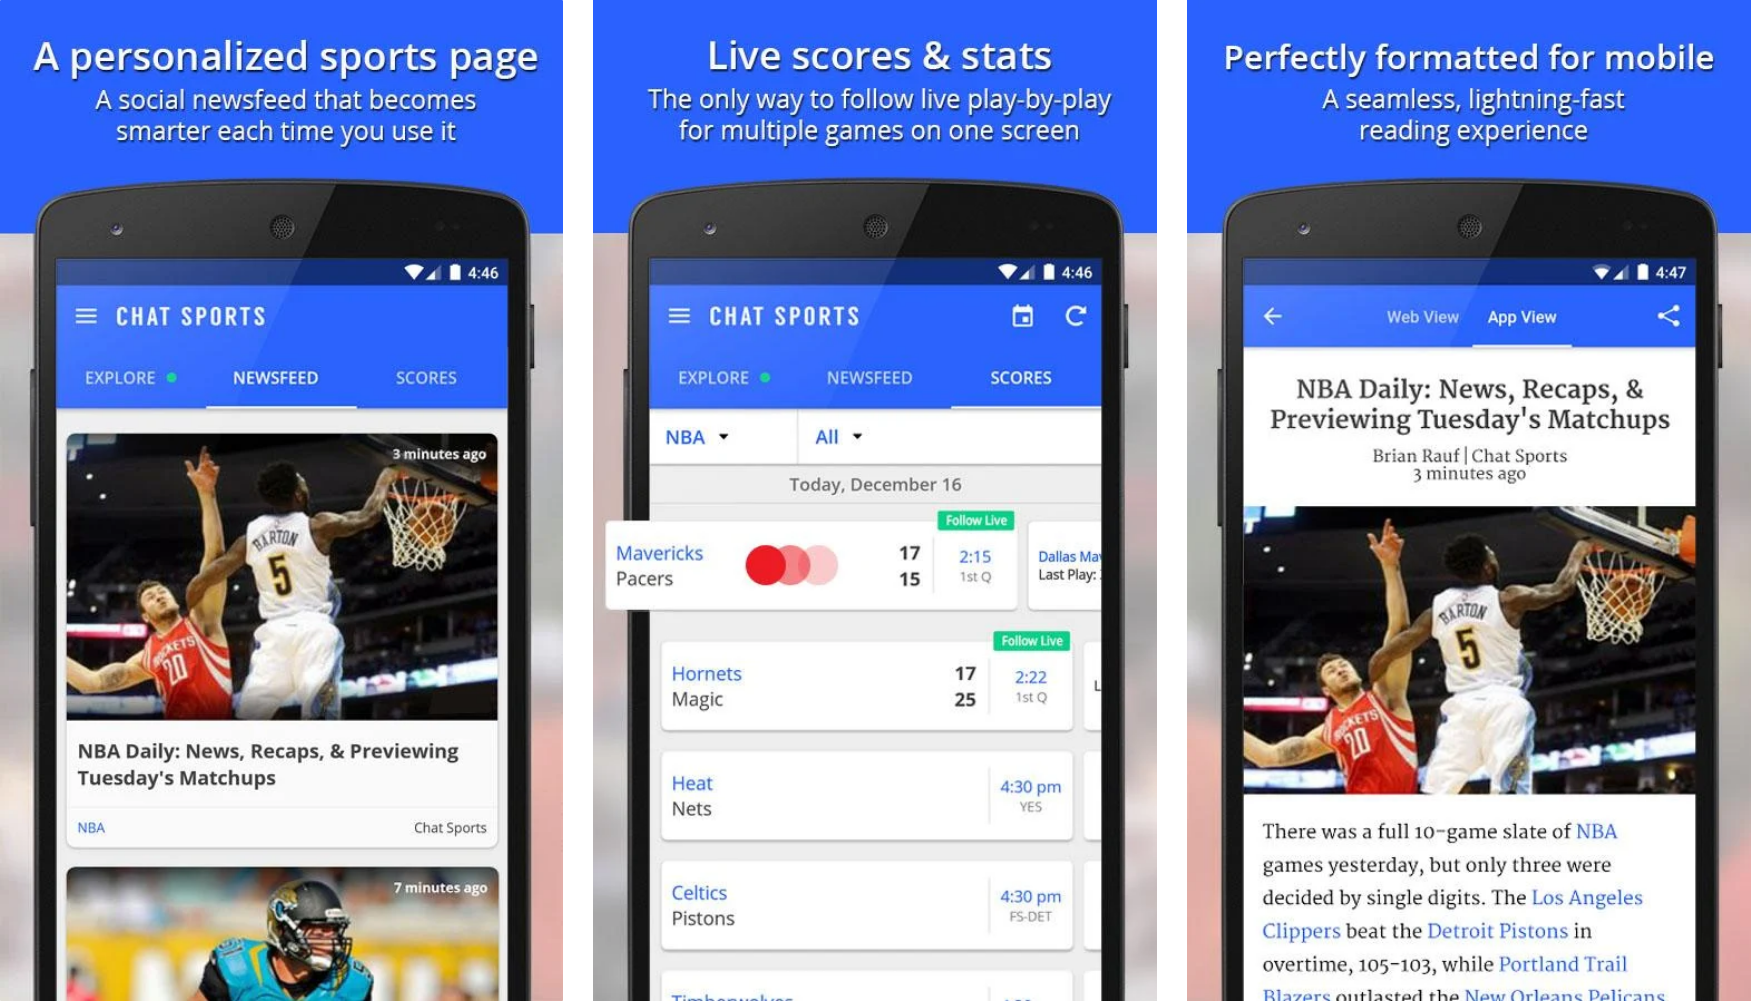 A personalized sports page
A social newsfeed that becomes
smarter each time you use it
4:46
CHAT SPORTS
EXPLORE
NEWSFEED
SCORES
3 minutes ago
BARTON
5
ROCKETS
20
NBA Daily: News, Recaps, & Previewing
Tuesday's Matchups
NBA
Chat Sports
7 minutes ago
Live scores & stats
The only way to follow live play-by-play
for multiple games on one screen
4:46
CHAT SPORTS
EXPLORE
NEWSFEED
SCORES
NBA
All
Today, December 16
Follow Live
Mavericks 17
Pacers 15
2:15
1st Q
Dallas Mav
Last Play:
Follow Live
Hornets 17
Magic 25
2:22
1st Q
L
Heat
Nets
4:30 pm
YES
Celtics
Pistons
4:30 pm
FS-DET
Timberwolves
Perfectly formatted for mobile
A seamless, lightning-fast
reading experience
4:47
Web View
App View
NBA Daily: News, Recaps, &
Previewing Tuesday's Matchups
Brian Rauf | Chat Sports
3 minutes ago
BARTON
5
ROCKETS
20
There was a full 10-game slate of NBA
games yesterday, but only three were
decided by single digits. The Los Angeles
Clippers beat the Detroit Pistons in
overtime, 105-103, while Portland Trail
Blazers outlasted the New Orleans Pelicans